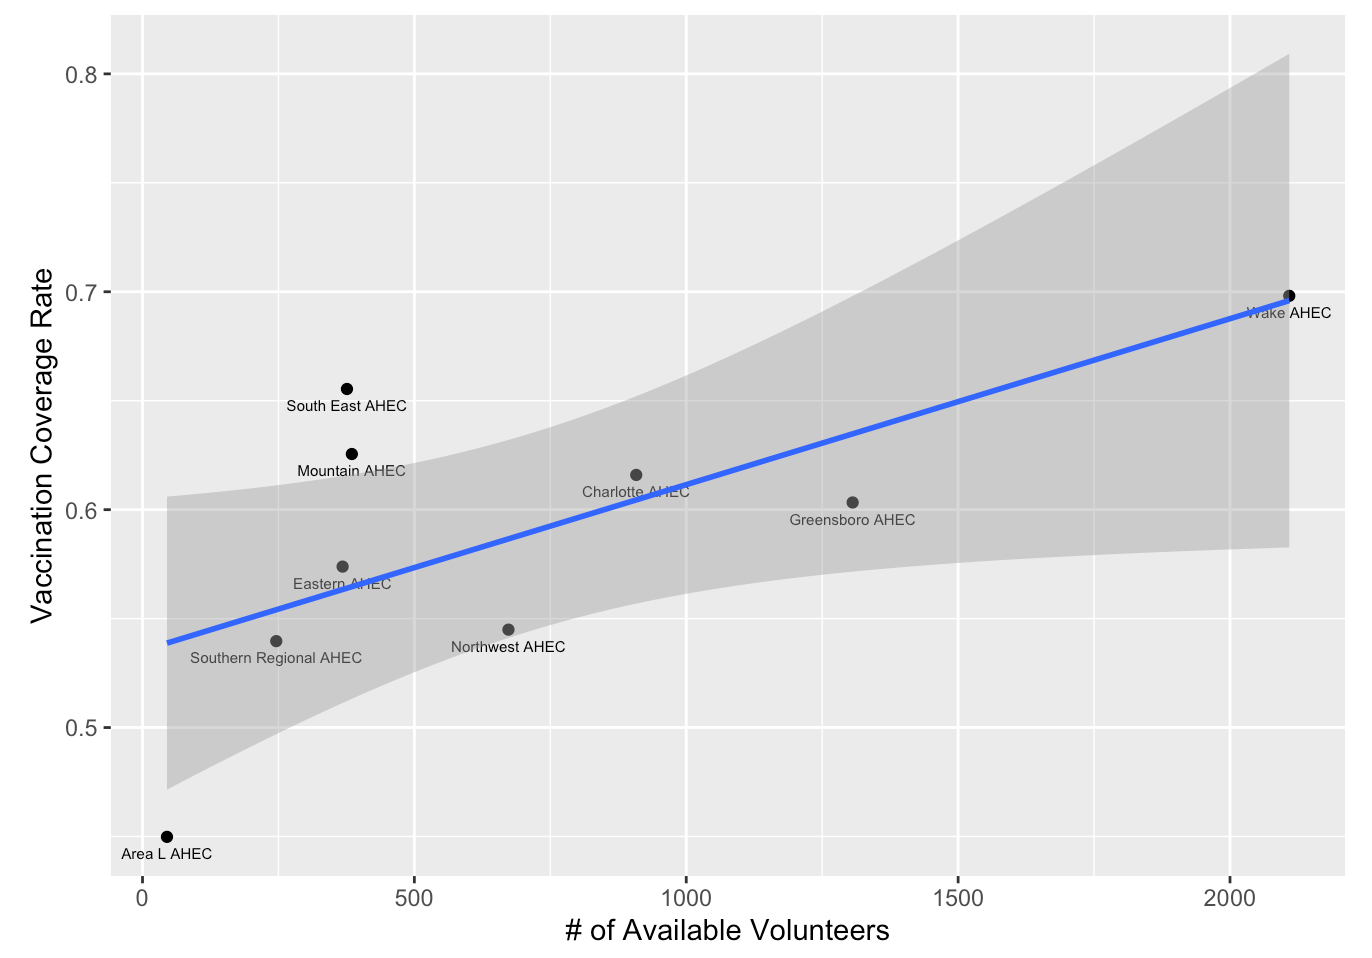 0.8
0.7
0.6
0.5
Vaccination Coverage Rate
South East AHEC
Mountain AHEC
Charlotte AHEC
Greensboro AHEC
Wake AHEC
Eastern AHEC
Northwest AHEC
Southern Regional AHEC
Area L AHEC
0 500 1000 1500 2000
# of Available Volunteers